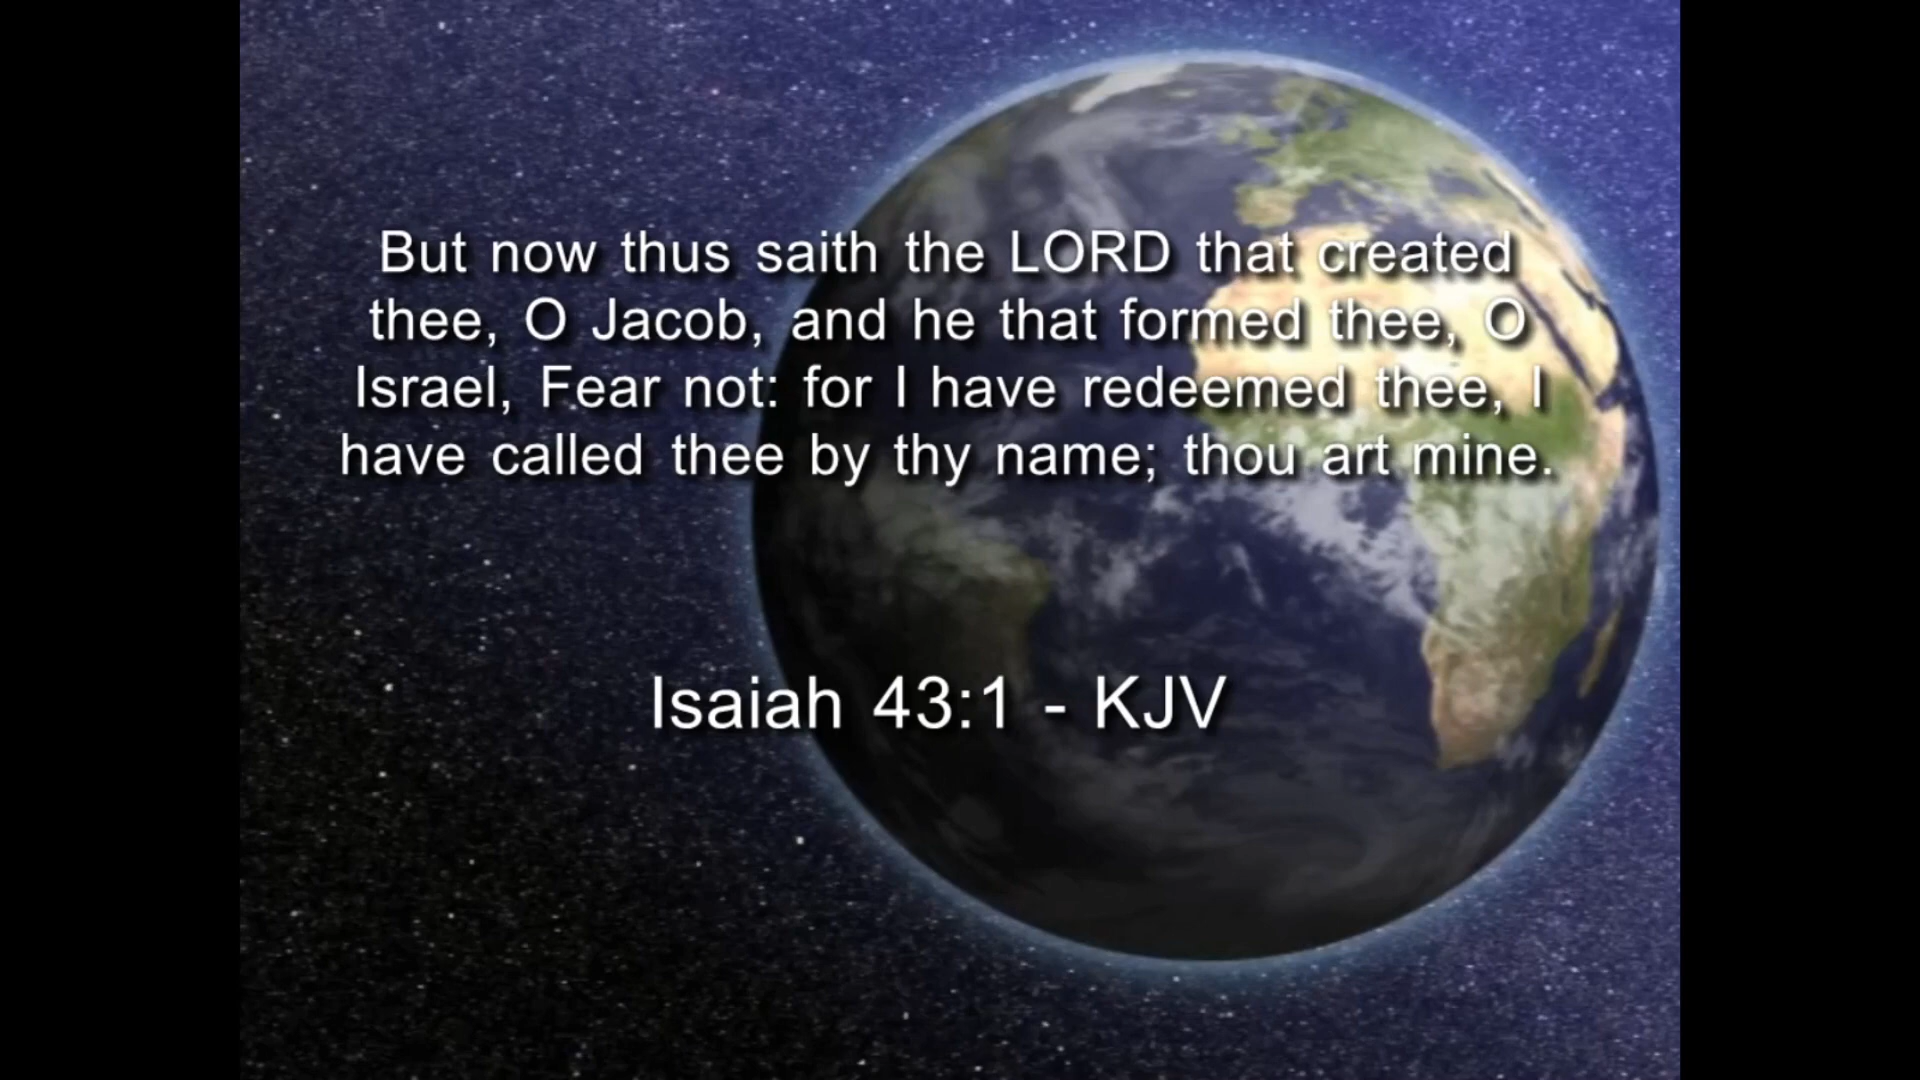 But now thus saith the LORD that created
thee, O Jacob, and he that formed thee, O
Israel, Fear not: for I have redeemed thee, I
have called thee by thy name; thou art mine.
Isaiah 43:1 - KJV